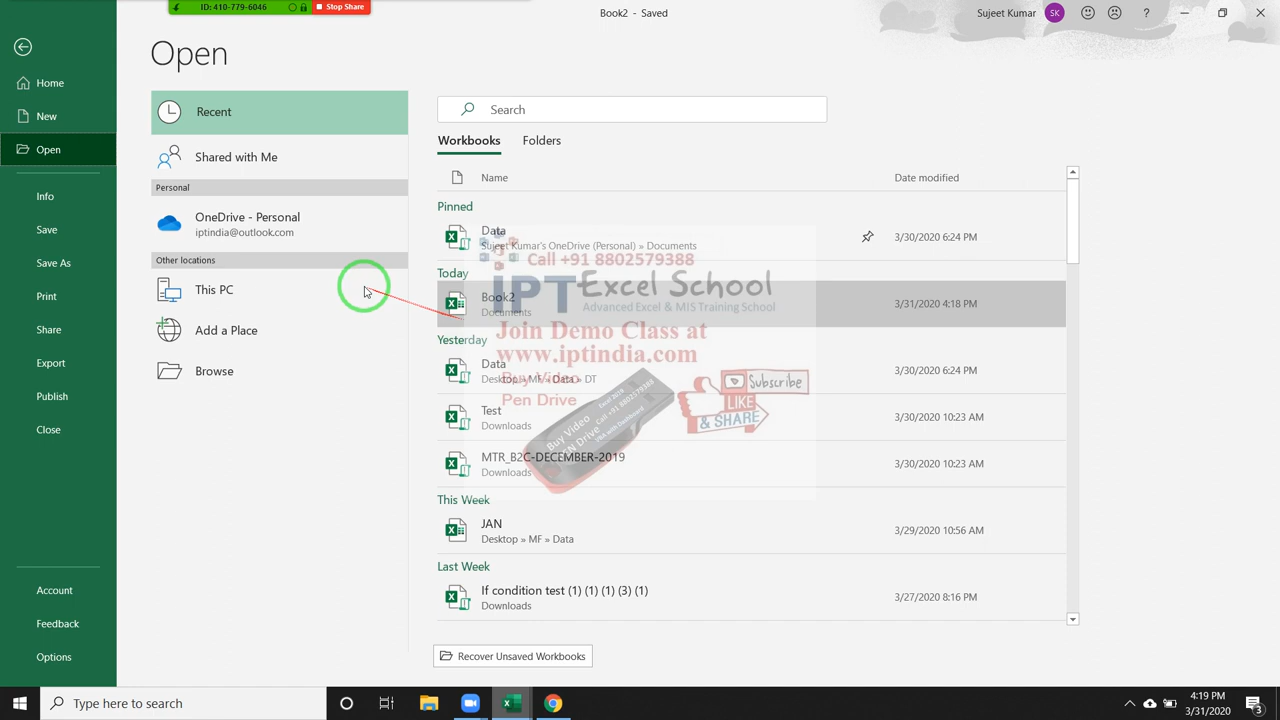 ID: 410-779-6046
Stop Share
Book2 - Saved
Sujeet Kumar
SK
?
Open
Home
New
Open
Info
Save
Save As
Print
Share
Export
Publish
Close
Account
Feedback
Options
Recent
Shared with Me
Personal
OneDrive - Personal
iptindia@outlook.com
Other locations
This PC
Add a Place
Browse
Search
Workbooks
Folders
Name
Date modified
Pinned
Data
Sujeet Kumar's OneDrive (Personal) » Documents
3/30/2020 6:24 PM
Today
Book2
Documents
3/31/2020 4:18 PM
Yesterday
Data
Desktop » MF » Data » DT
3/30/2020 6:24 PM
Test
Downloads
3/30/2020 10:23 AM
MTR_B2C-DECEMBER-2019
Downloads
3/30/2020 10:23 AM
This Week
JAN
Desktop » MF » Data
3/29/2020 10:56 AM
Last Week
If condition test (1) (1) (1) (3) (1)
Downloads
3/27/2020 8:16 PM
Recover Unsaved Workbooks
Call +91 8802579388
IPT Excel School
Advanced Excel & MIS Training School
Join Demo Class at
www.iptindia.com
Buy Video
Pen Drive
Buy Video
Call +91 8802579388
Subscribe
LIKE
& SHARE
Type here to search
4:19 PM
3/31/2020
3